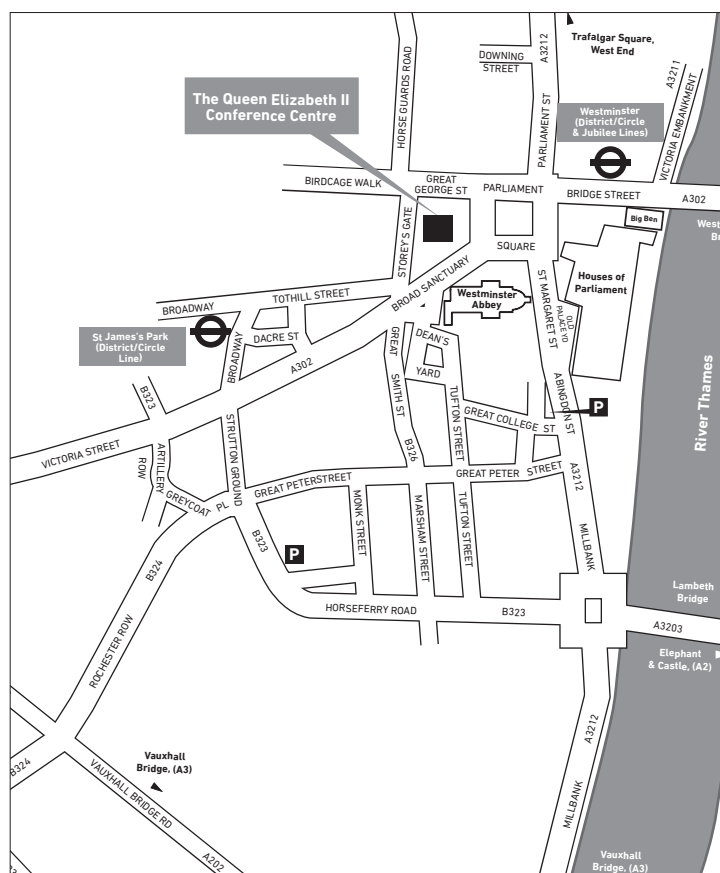 Trafalgar Square,
West End
A3212
A3211
DOWNING
STREET
HORSE GUARDS ROAD
The Queen Elizabeth II
Conference Centre
Westminster
(District/Circle
& Jubilee Lines)
PARLIAMENT ST
VICTORIA EMBANKMENT
BIRDCAGE WALK
GREAT
GEORGE ST
PARLIAMENT
BRIDGE STREET
A302
Big Ben
STOREY'S GATE
SQUARE
BROAD SANCTUARY
Houses of
Parliament
Westminster
Abbey
ST MARGARET ST
OLD
PALACE YD
TOTHILL STREET
BROADWAY
St James's Park
(District/Circle
Line)
DACRE ST
BROADWAY
A302
GREAT
SMITH ST
DEAN'S
YARD
TUFTON STREET
GREAT COLLEGE ST
ABINGDON ST
P
River Thames
B323
VICTORIA STREET
ARTILLERY
ROW
STRUTTON GROUND
B326
GREAT PETER STREET
GREAT PETER STREET
A3212
GREYCOAT PL
B323
P
MONK STREET
MARSHAM STREET
TUFTON STREET
MILLBANK
B324
Lambeth
Bridge
HORSEFERRY ROAD
B323
A3203
ROCHESTER ROW
Elephant
& Castle, (A2)
A3212
B324
Vauxhall
Bridge, (A3)
VAUXHALL BRIDGE RD
MILLBANK
A202
Vauxhall
Bridge, (A3)